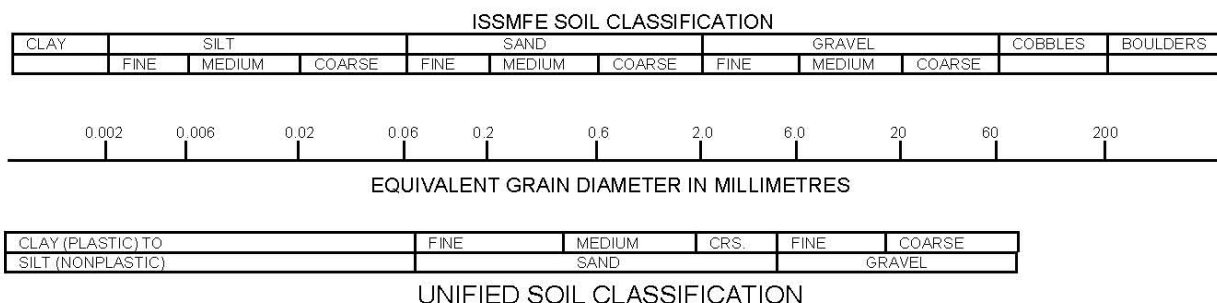 ISSMFE SOIL CLASSIFICATION
CLAY SILT SAND GRAVEL COBBLES BOULDERS
FINE MEDIUM COARSE FINE MEDIUM COARSE FINE MEDIUM COARSE
0.002 0.006 0.02 0.06 0.2 0.6 2.0 6.0 20 60 200
EQUIVALENT GRAIN DIAMETER IN MILLIMETRES
CLAY (PLASTIC) TO FINE MEDIUM CRS. FINE COARSE
SILT (NONPLASTIC) SAND GRAVEL
UNIFIED SOIL CLASSIFICATION